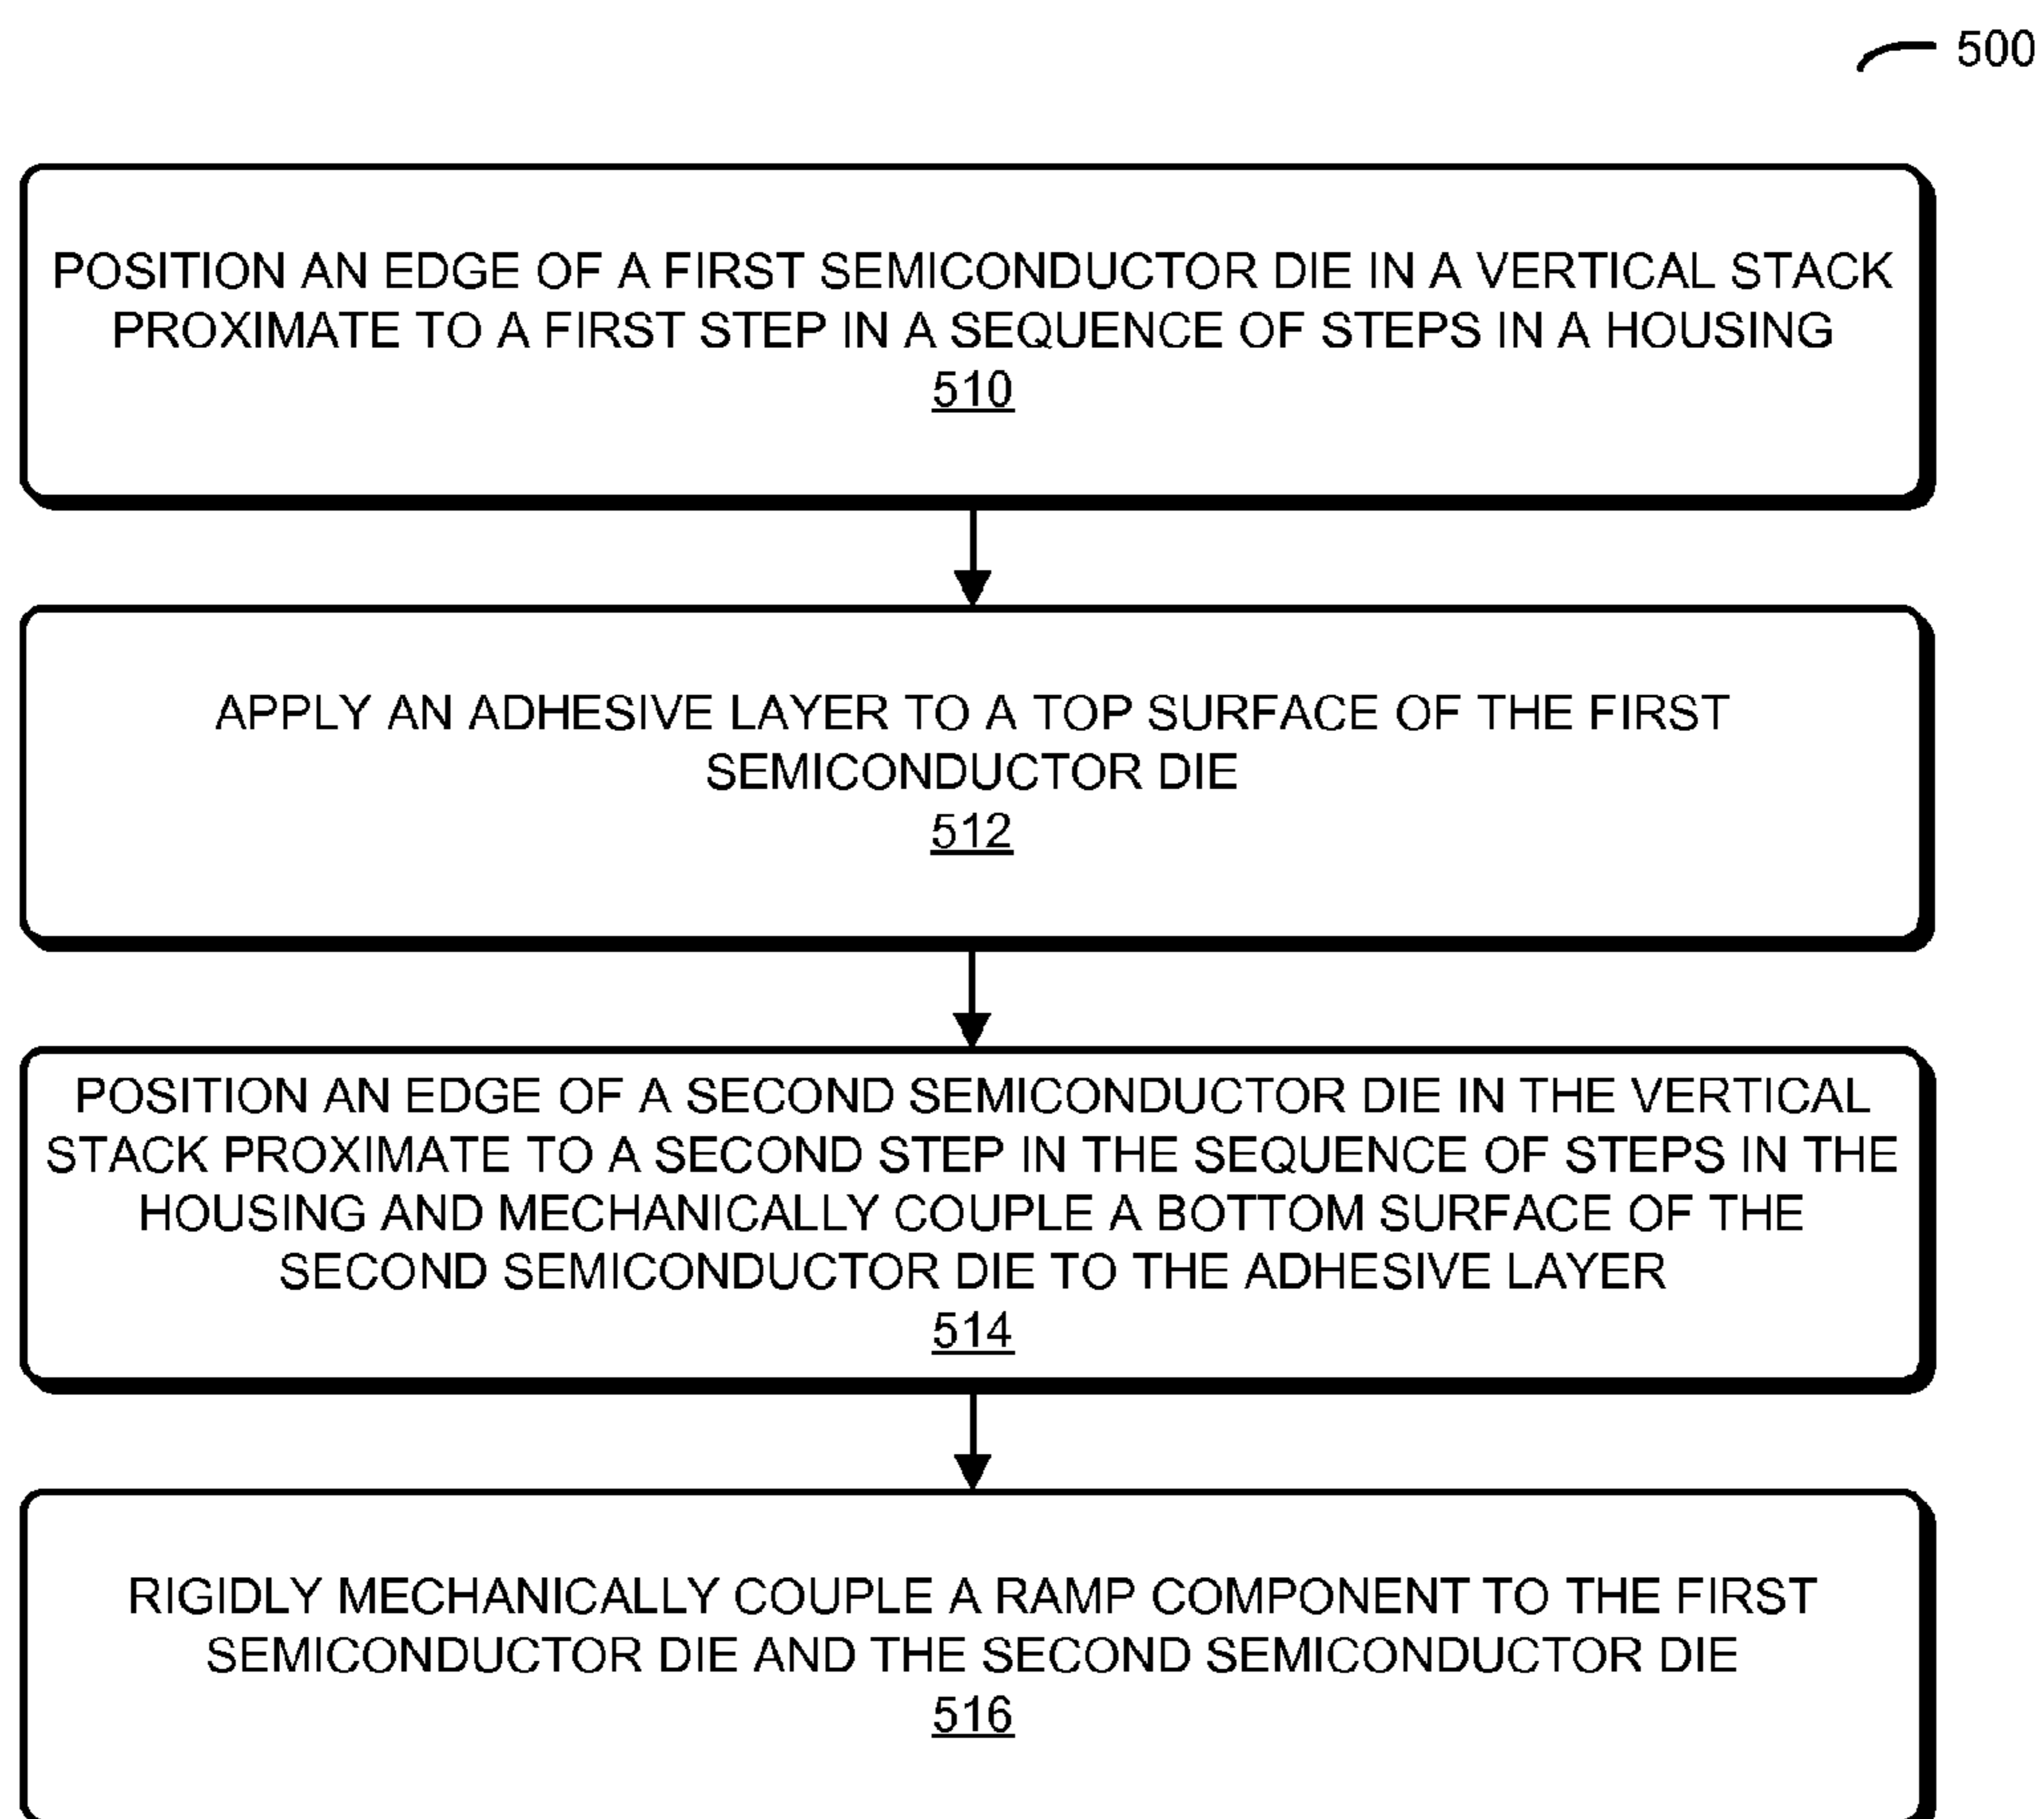 500
POSITION AN EDGE OF A FIRST SEMICONDUCTOR DIE IN A VERTICAL STACK
PROXIMATE TO A FIRST STEP IN A SEQUENCE OF STEPS IN A HOUSING
510
APPLY AN ADHESIVE LAYER TO A TOP SURFACE OF THE FIRST
SEMICONDUCTOR DIE
512
POSITION AN EDGE OF A SECOND SEMICONDUCTOR DIE IN THE VERTICAL
STACK PROXIMATE TO A SECOND STEP IN THE SEQUENCE OF STEPS IN THE
HOUSING AND MECHANICALLY COUPLE A BOTTOM SURFACE OF THE
SECOND SEMICONDUCTOR DIE TO THE ADHESIVE LAYER
514
RIGIDLY MECHANICALLY COUPLE A RAMP COMPONENT TO THE FIRST
SEMICONDUCTOR DIE AND THE SECOND SEMICONDUCTOR DIE
516